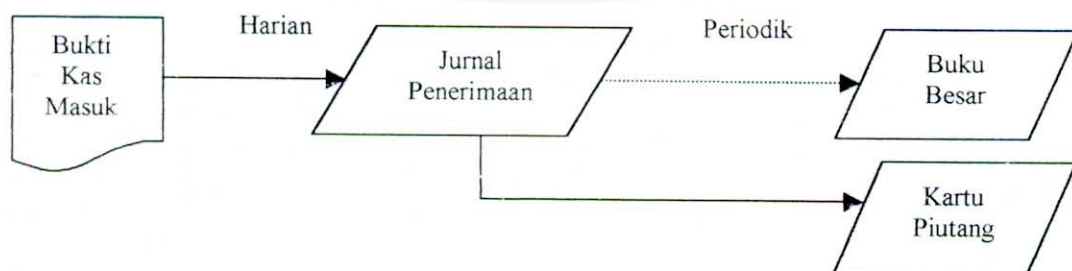 Bukti
Kas
Masuk
Harian
Jurnal
Penerimaan
Periodik
Buku
Besar
Kartu
Piutang